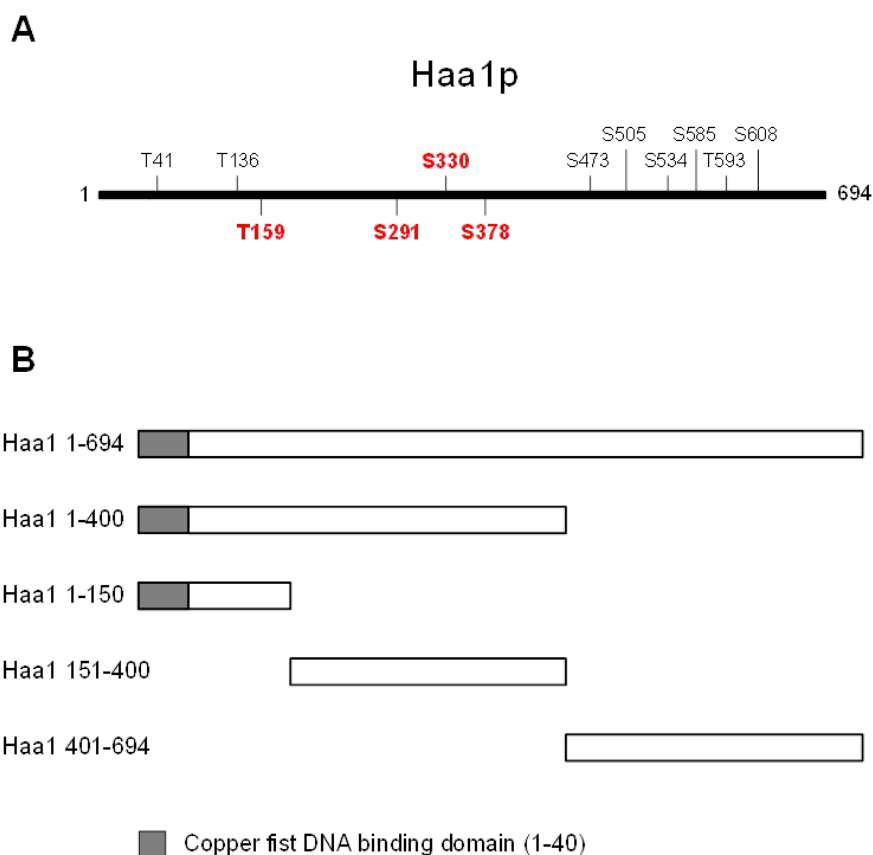 A
Haa1p
S505 S585 S608
T41 T136 S330 S473 S534 T593
1 694
T159 S291 S378
B
Haa1 1-694
Haa1 1-400
Haa1 1-150
Haa1 151-400
Haa1 401-694
Copper fist DNA binding domain (1-40)